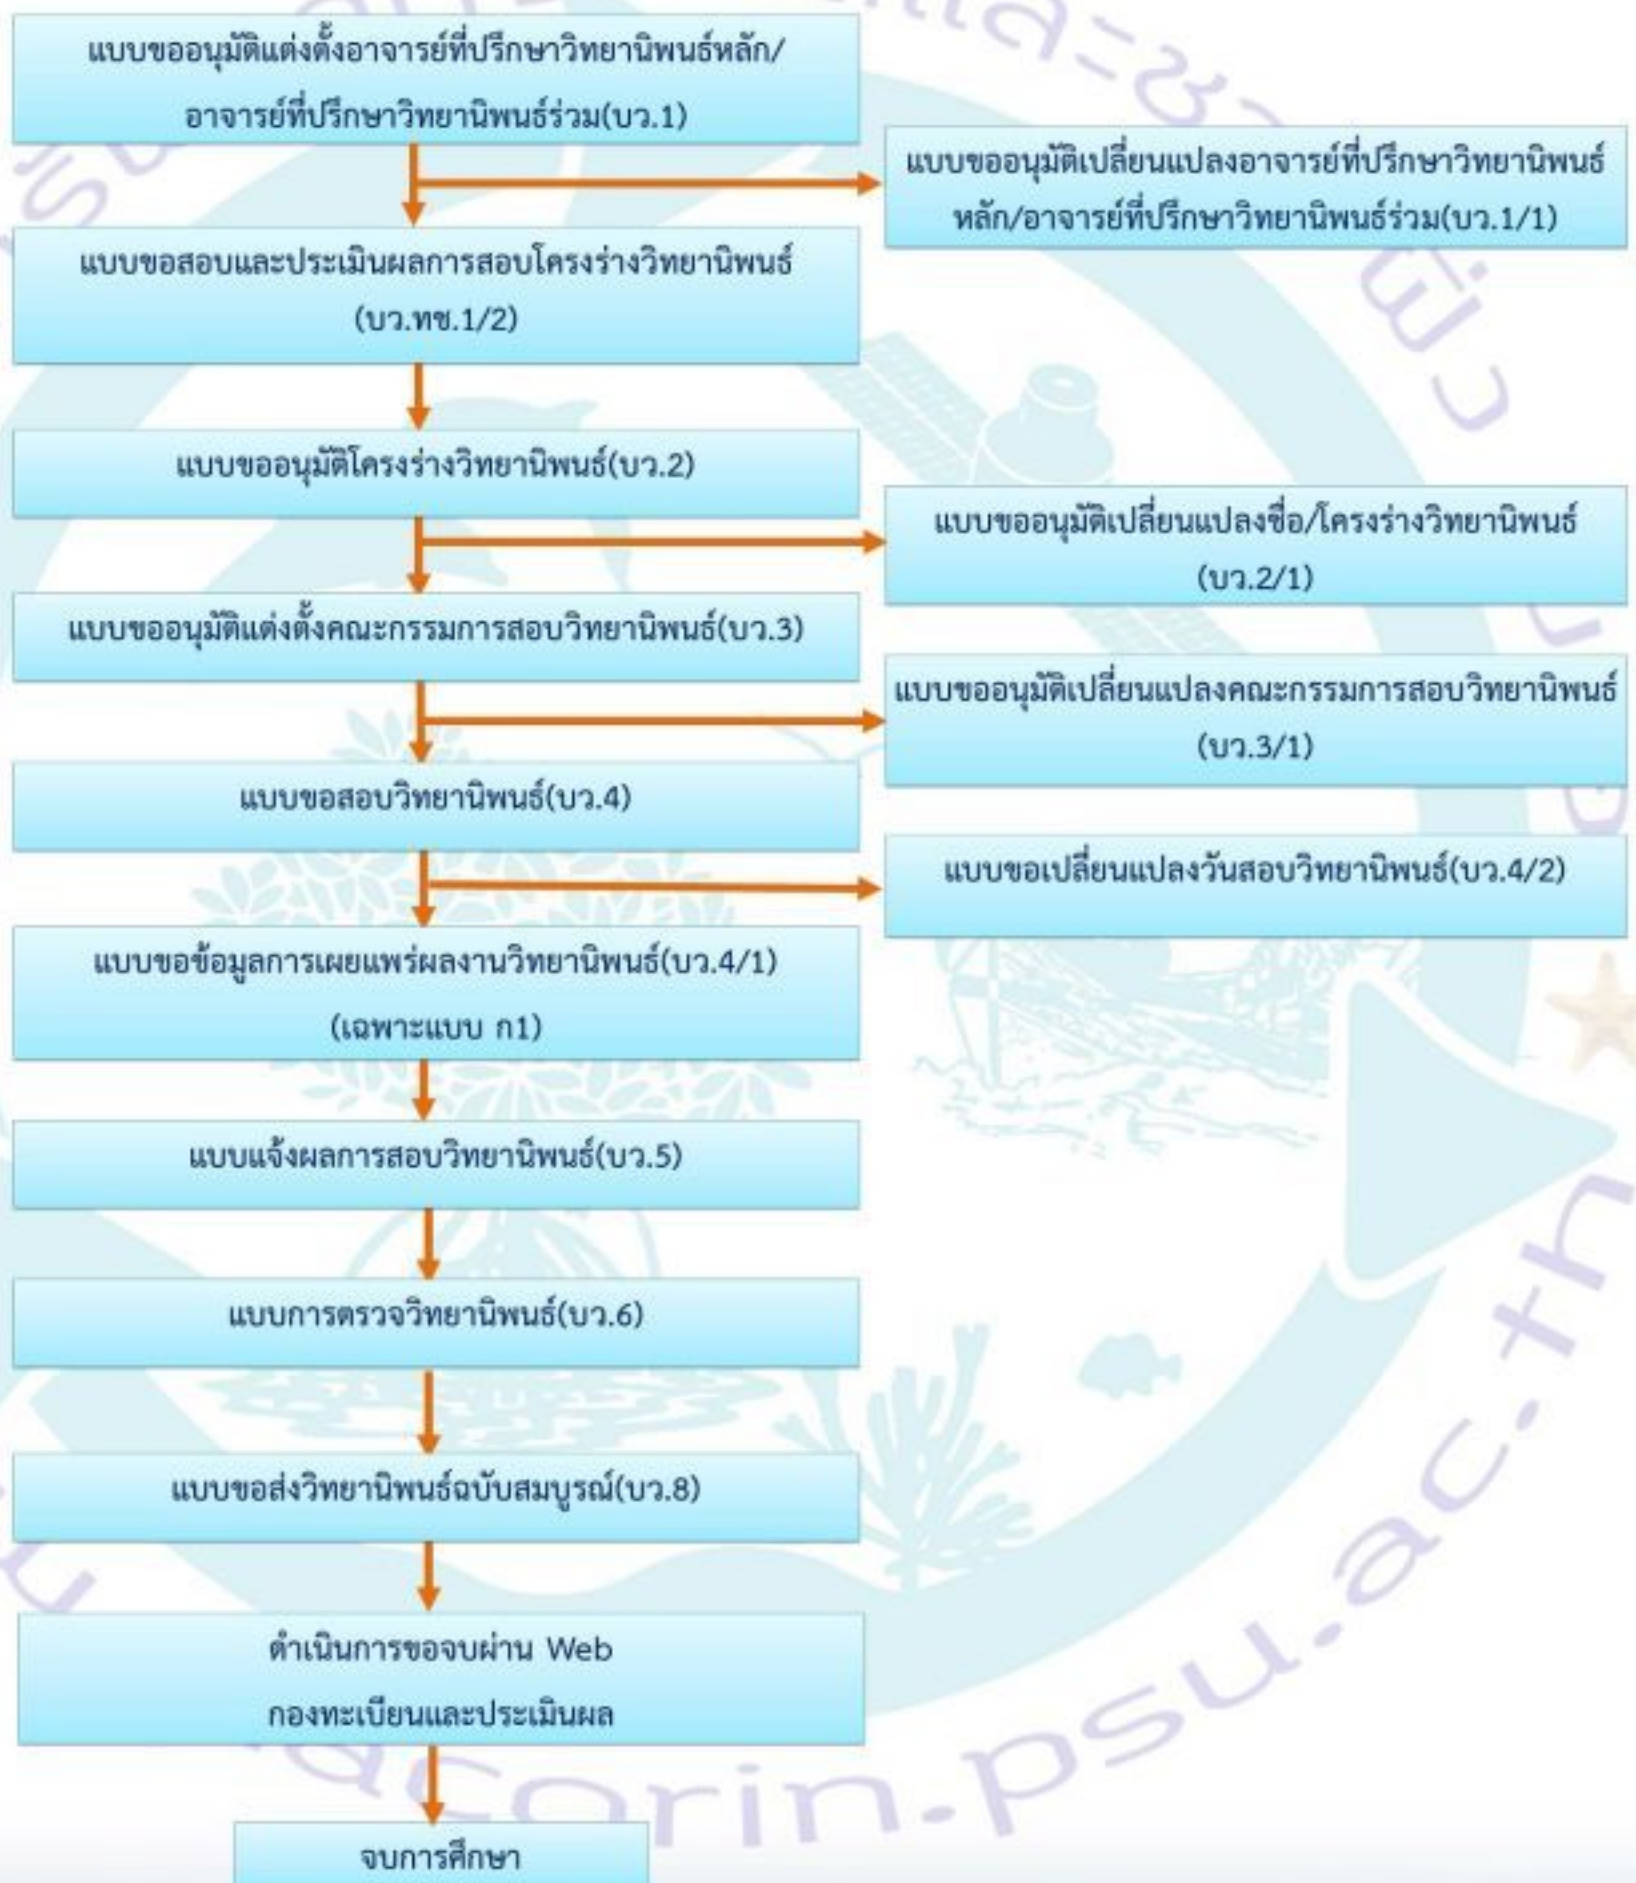 แบบขออนุมัติแต่งตั้งอาจารย์ที่ปรึกษาวิทยานิพนธ์หลัก/
อาจารย์ที่ปรึกษาวิทยานิพนธ์ร่วม(บว.1)
แบบขออนุมัติเปลี่ยนแปลงอาจารย์ที่ปรึกษาวิทยานิพนธ์
หลัก/อาจารย์ที่ปรึกษาวิทยานิพนธ์ร่วม(บว.1/1)
แบบขอสอบและประเมินผลการสอบโครงร่างวิทยานิพนธ์
(บว.ทช.1/2)
แบบขออนุมัติโครงร่างวิทยานิพนธ์(บว.2)
แบบขออนุมัติเปลี่ยนแปลงชื่อ/โครงร่างวิทยานิพนธ์
(บว.2/1)
แบบขออนุมัติแต่งตั้งคณะกรรมการสอบวิทยานิพนธ์(บว.3)
แบบขออนุมัติเปลี่ยนแปลงคณะกรรมการสอบวิทยานิพนธ์
(บว.3/1)
แบบขอสอบวิทยานิพนธ์(บว.4)
แบบขอเปลี่ยนแปลงวันสอบวิทยานิพนธ์(บว.4/2)
แบบขอข้อมูลการเผยแพร่ผลงานวิทยานิพนธ์(บว.4/1)
(เฉพาะแบบ ก1)
แบบแจ้งผลการสอบวิทยานิพนธ์(บว.5)
แบบการตรวจวิทยานิพนธ์(บว.6)
แบบขอส่งวิทยานิพนธ์ฉบับสมบูรณ์(บว.8)
ดำเนินการขอจบผ่าน Web
กองทะเบียนและประเมินผล
จบการศึกษา
acorin.psu.ac.th